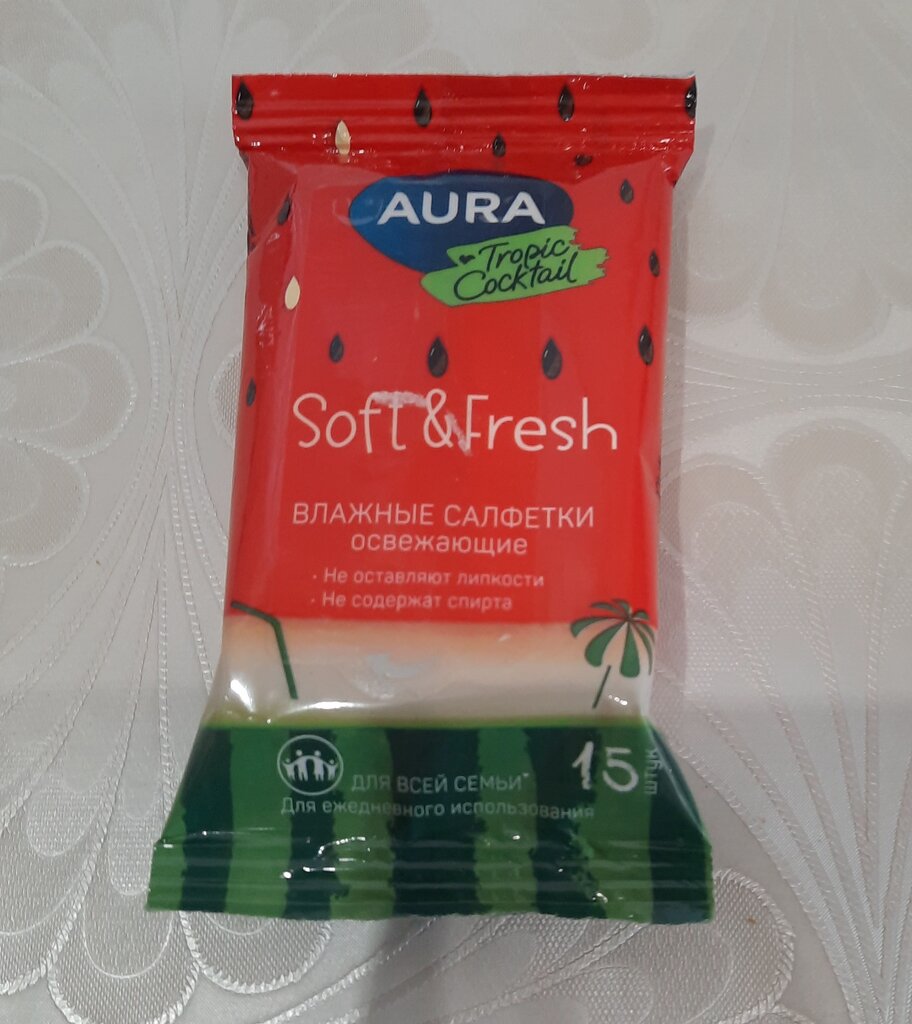 AURA
Tropic
Cocktail
Soft & Fresh
ВЛАЖНЫЕ САЛФЕТКИ
освежающие
· Не оставляют липкости
· Не содержат спирта
ДЛЯ ВСЕЙ СЕМЬИ*
15 штук
Для ежедневного использования